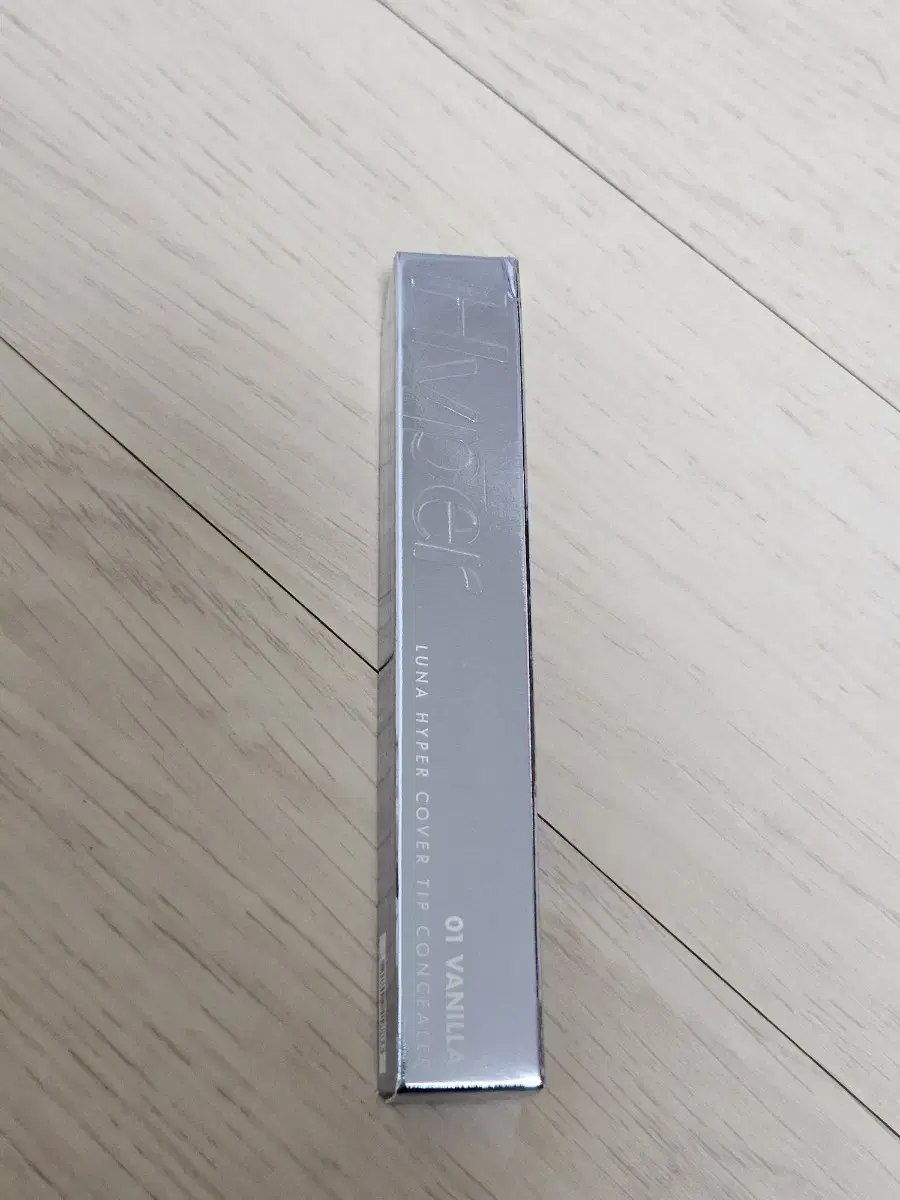 Hyper
LUNA HYPER COVER TIP CONCEALER
01 VANILLA